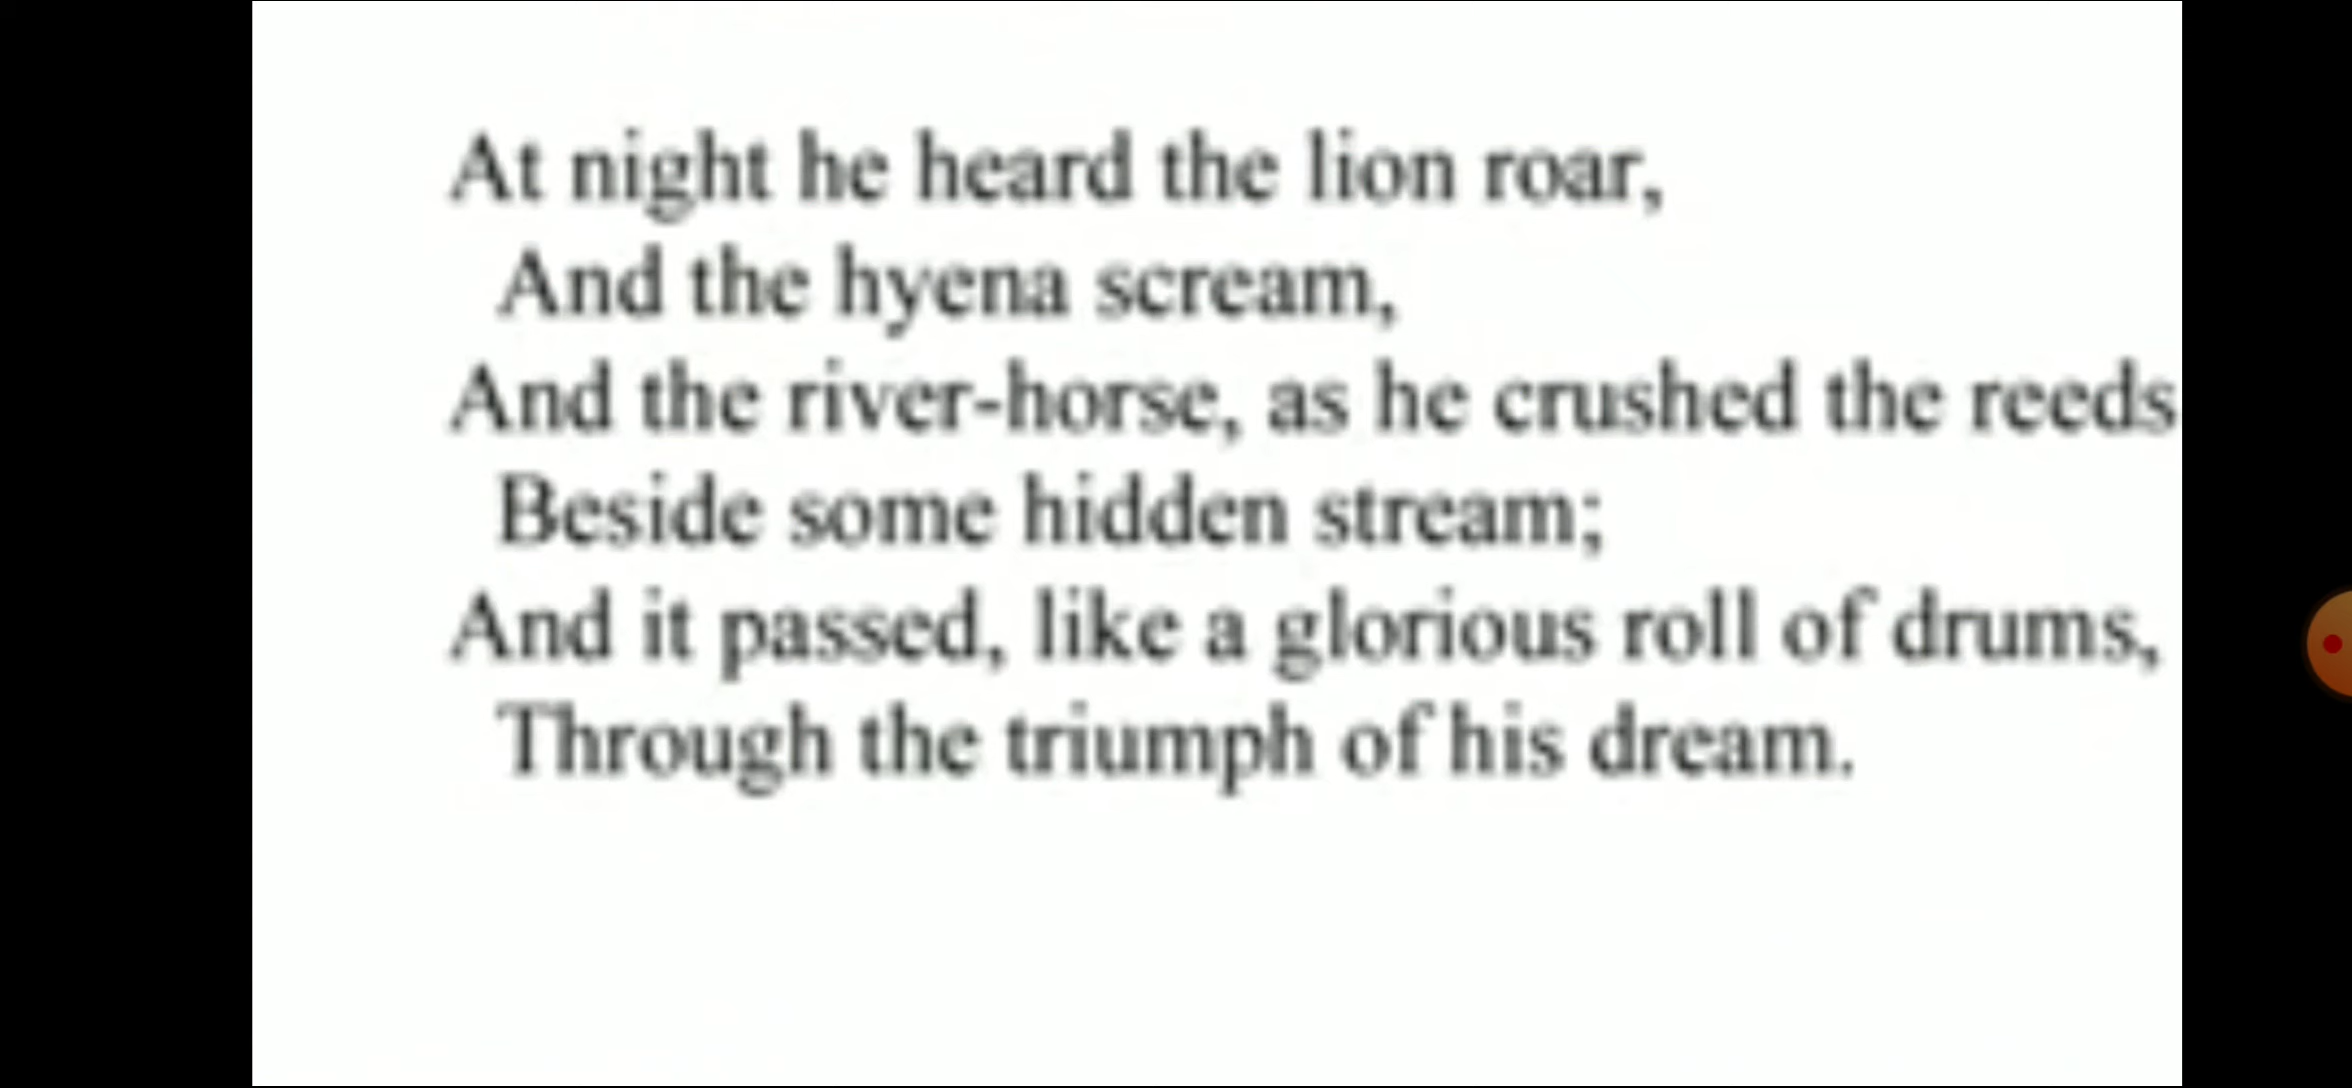 At night he heard the lion roar,
And the hyena scream,
And the river-horse, as he crushed the reeds
Beside some hidden stream;
And it passed, like a glorious roll of drums,
Through the triumph of his dream.